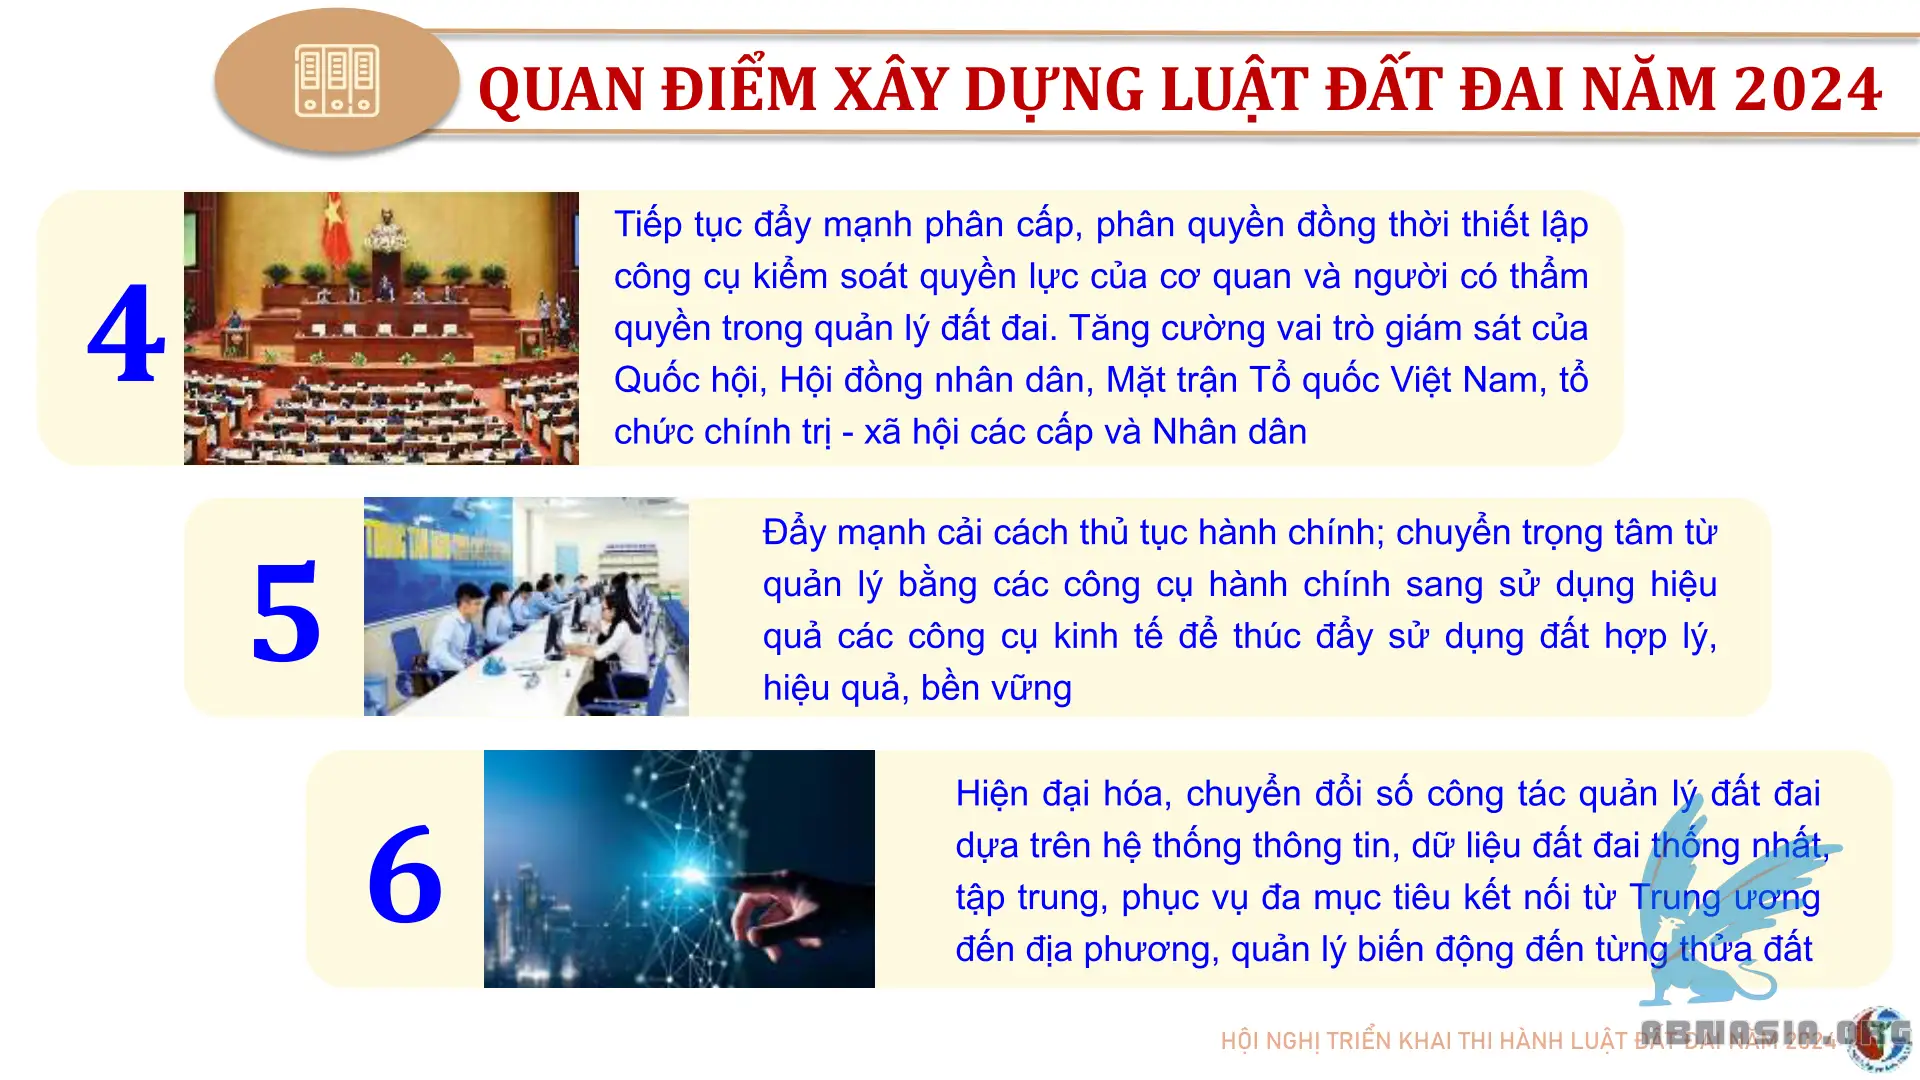 QUAN ĐIỂM XÂY DỰNG LUẬT ĐẤT ĐAI NĂM 2024
4
Tiếp tục đẩy mạnh phân cấp, phân quyền đồng thời thiết lập
công cụ kiểm soát quyền lực của cơ quan và người có thẩm
quyền trong quản lý đất đai. Tăng cường vai trò giám sát của
Quốc hội, Hội đồng nhân dân, Mặt trận Tổ quốc Việt Nam, tổ
chức chính trị - xã hội các cấp và Nhân dân
5
Đẩy mạnh cải cách thủ tục hành chính; chuyển trọng tâm từ
quản lý bằng các công cụ hành chính sang sử dụng hiệu
quả các công cụ kinh tế để thúc đẩy sử dụng đất hợp lý,
hiệu quả, bền vững
6
Hiện đại hóa, chuyển đổi số công tác quản lý đất đai
dựa trên hệ thống thông tin, dữ liệu đất đai thống nhất,
tập trung, phục vụ đa mục tiêu kết nối từ Trung ương
đến địa phương, quản lý biến động đến từng thửa đất
HỘI NGHỊ TRIỂN KHAI THI HÀNH LUẬT ĐẤT ĐAI NĂM 2024
ABMASIA.ORG